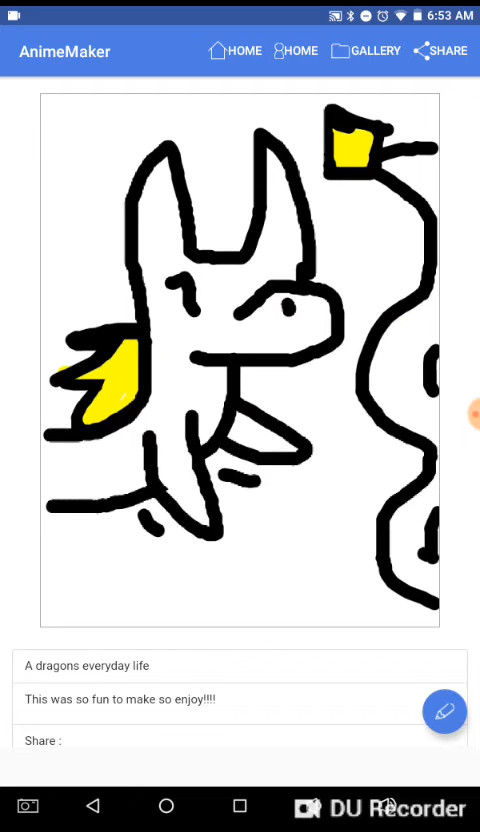 6:53 AM
AnimeMaker HOME HOME GALLERY SHARE
A dragons everyday life
This was so fun to make so enjoy!!!!
Share :
DU Recorder